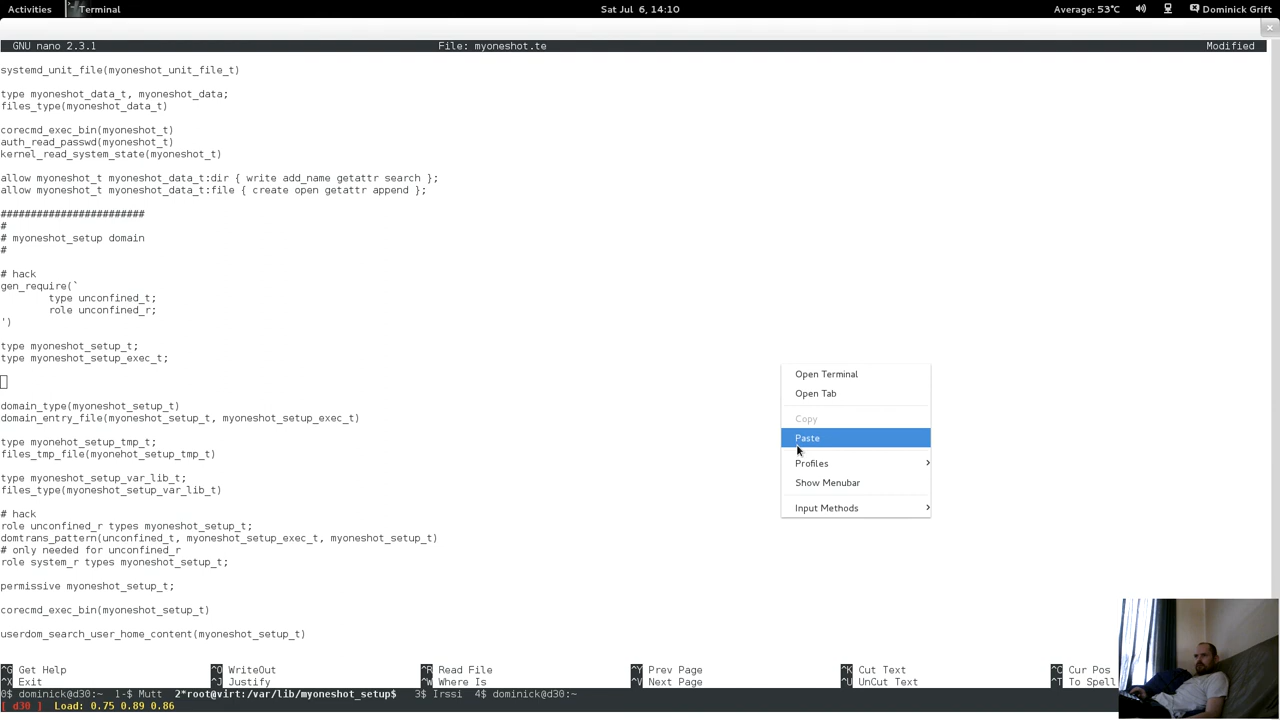 Activities Terminal Sat Jul 6, 14:10 Average: 53°C Dominick Grift
GNU nano 2.3.1 File: myoneshot.te Modified
systemd_unit_file(myoneshot_unit_file_t)
type myoneshot_data_t, myoneshot_data;
files_type(myoneshot_data_t)
corecmd_exec_bin(myoneshot_t)
auth_read_passwd(myoneshot_t)
kernel_read_system_state(myoneshot_t)
allow myoneshot_t myoneshot_data_t:dir { write add_name getattr search };
allow myoneshot_t myoneshot_data_t:file { create open getattr append };
########################
#
# myoneshot_setup domain
#
# hack
gen_require(`
type unconfined_t;
role unconfined_r;
')
type myoneshot_setup_t;
type myoneshot_setup_exec_t;
domain_type(myoneshot_setup_t)
domain_entry_file(myoneshot_setup_t, myoneshot_setup_exec_t)
type myonehot_setup_tmp_t;
files_tmp_file(myoneshot_setup_tmp_t)
type myoneshot_setup_var_lib_t;
files_type(myoneshot_setup_var_lib_t)
# hack
role unconfined_r types myoneshot_setup_t;
domtrans_pattern(unconfined_t, myoneshot_setup_exec_t, myoneshot_setup_t)
# only needed for unconfined_r
role system_r types myoneshot_setup_t;
permissive myoneshot_setup_t;
corecmd_exec_bin(myoneshot_setup_t)
userdom_search_user_home_content(myoneshot_setup_t)
Open Terminal
Open Tab
Copy
Paste
Profiles
Show Menubar
Input Methods
^G Get Help ^O WriteOut ^R Read File ^Y Prev Page ^K Cut Text ^C Cur Pos
^X Exit ^J Justify ^W Where Is ^V Next Page ^U UnCut Text ^T To Spell
0$ dominick@d30:~ 1-$ Mutt 2*root@virt:/var/lib/myoneshot_setup$ 3$ Irssi 4$ dominick@d30:~
[ d30 ] Load: 0.75 0.89 0.86